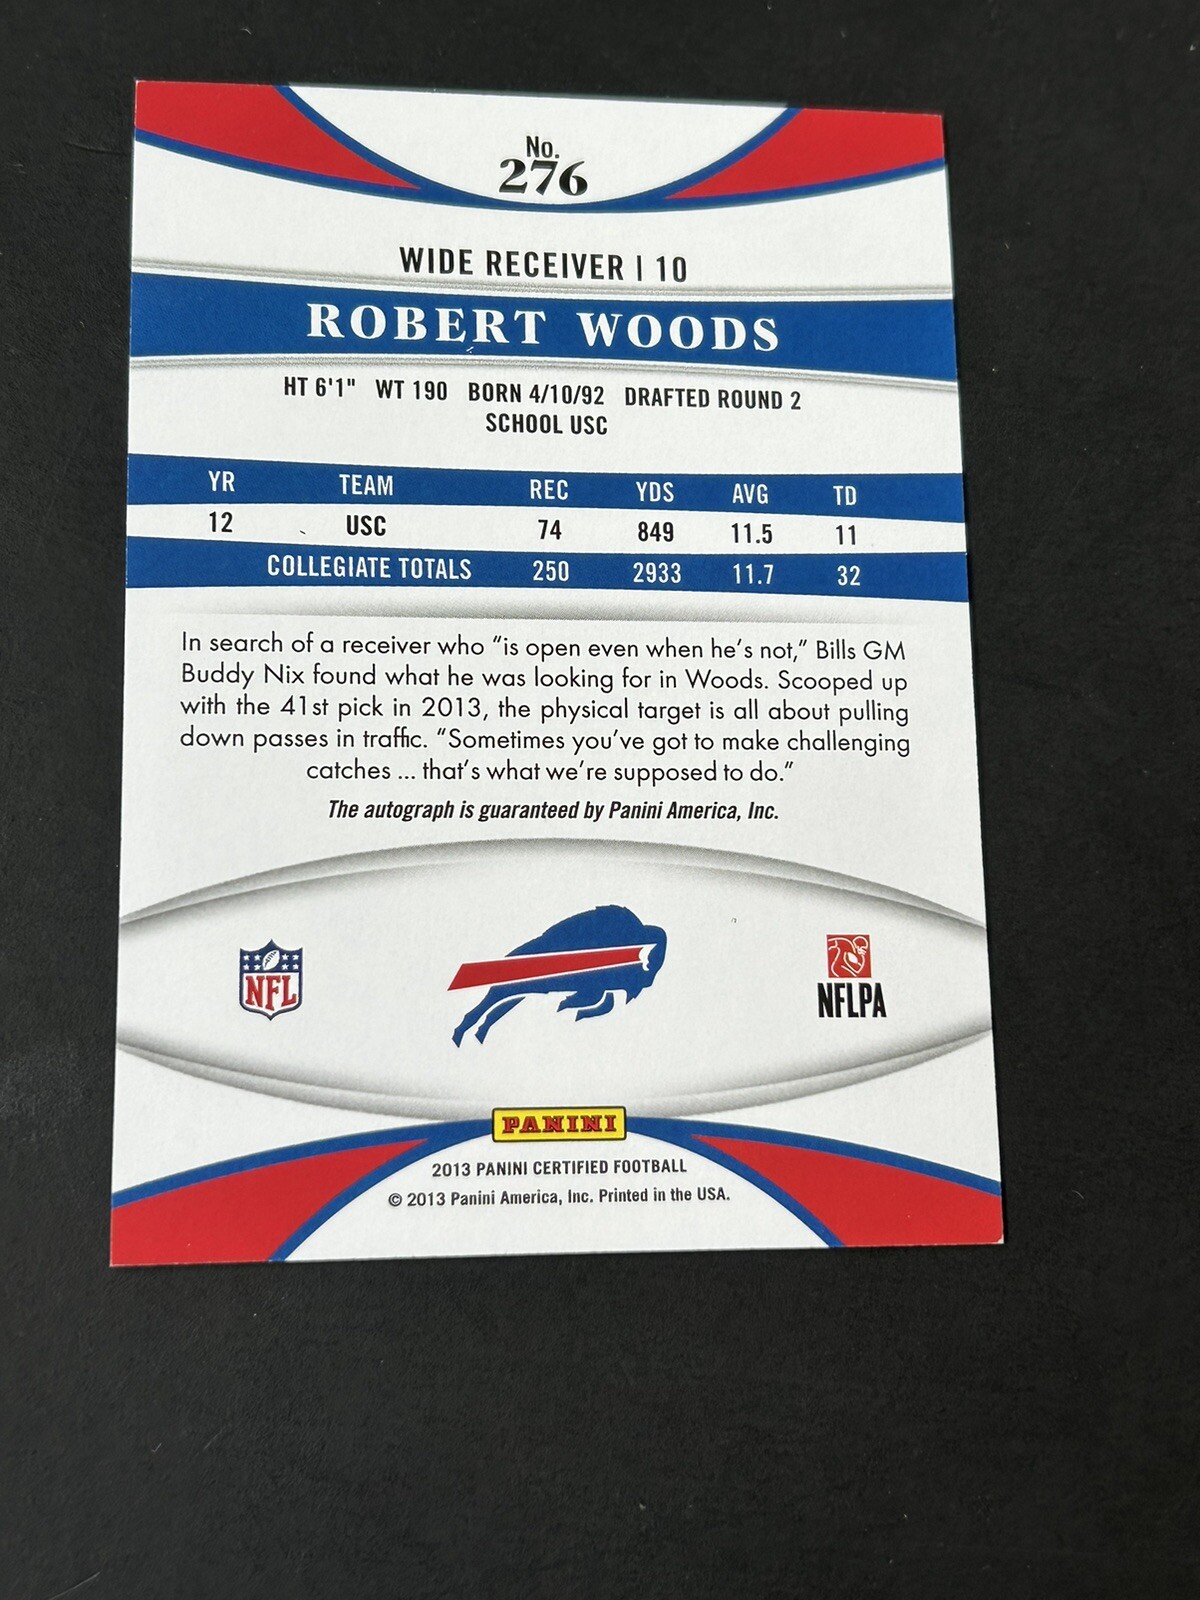 No.
276
WIDE RECEIVER | 10
ROBERT WOODS
HT 6'1" WT 190 BORN 4/10/92 DRAFTED ROUND 2
SCHOOL USC
YR TEAM REC YDS AVG TD
12 USC 74 849 11.5 11
COLLEGIATE TOTALS 250 2933 11.7 32
In search of a receiver who "is open even when he's not," Bills GM
Buddy Nix found what he was looking for in Woods. Scooped up
with the 41st pick in 2013, the physical target is all about pulling
down passes in traffic. "Sometimes you've got to make challenging
catches ... that's what we're supposed to do."
The autograph is guaranteed by Panini America, Inc.
NFL
NFLPA
PANINI
2013 PANINI CERTIFIED FOOTBALL
© 2013 Panini America, Inc. Printed in the USA.